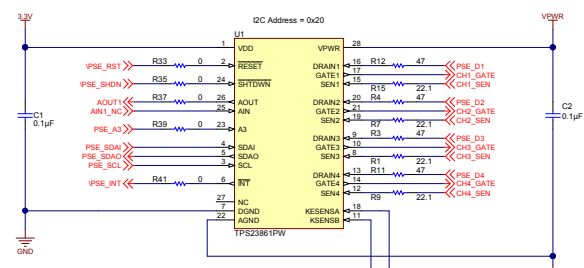 3.3V
I2C Address = 0x20
VPWR
U1
1 VDD VPWR 28
\PSE_RST R33 0 2 RESET DRAIN1 16 R12 47 PSE_D1
GATE1 17 CH1_GATE
\PSE_SHDN R35 0 24 SHTDWN SEN1 15 R15 22.1 CH1_SEN
AOUT1 R37 0 26 AOUT DRAIN2 20 R4 47 PSE_D2
AIN1_NC 25 AIN GATE2 21 CH2_GATE
C1
0.1µF
SEN2 19 R7 22.1 CH2_SEN
C2
0.1µF
PSE_A3 R39 0 23 A3
DRAIN3 9 R3 47 PSE_D3
PSE_SDAI 4 SDAI GATE3 10 CH3_GATE
PSE_SDAO 5 SDAO SEN3 8 R1 22.1 CH3_SEN
PSE_SCL 3 SCL
DRAIN4 13 R11 47 PSE_D4
\PSE_INT R41 0 6 INT GATE4 14 CH4_GATE
SEN4 12 R9 22.1 CH4_SEN
27 NC
7 DGND KESENSA 18
22 AGND KSENSB 11
TPS23861PW
GND